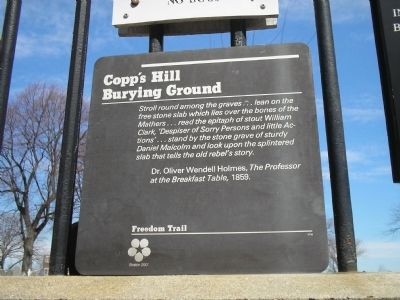 Copp's Hill
Burying Ground
Stroll round among the graves . . . lean on the
free stone slab which lies over the bones of the
Mathers . . . read the epitaph of stout William
Clark, 'Despiser of Sorry Persons and little Ac-
tions' . . . stand by the stone grave of sturdy
Daniel Malcolm and look upon the splintered
slab that tells the old rebel's story.
Dr. Oliver Wendell Holmes, The Professor
at the Breakfast Table, 1859.
Freedom Trail